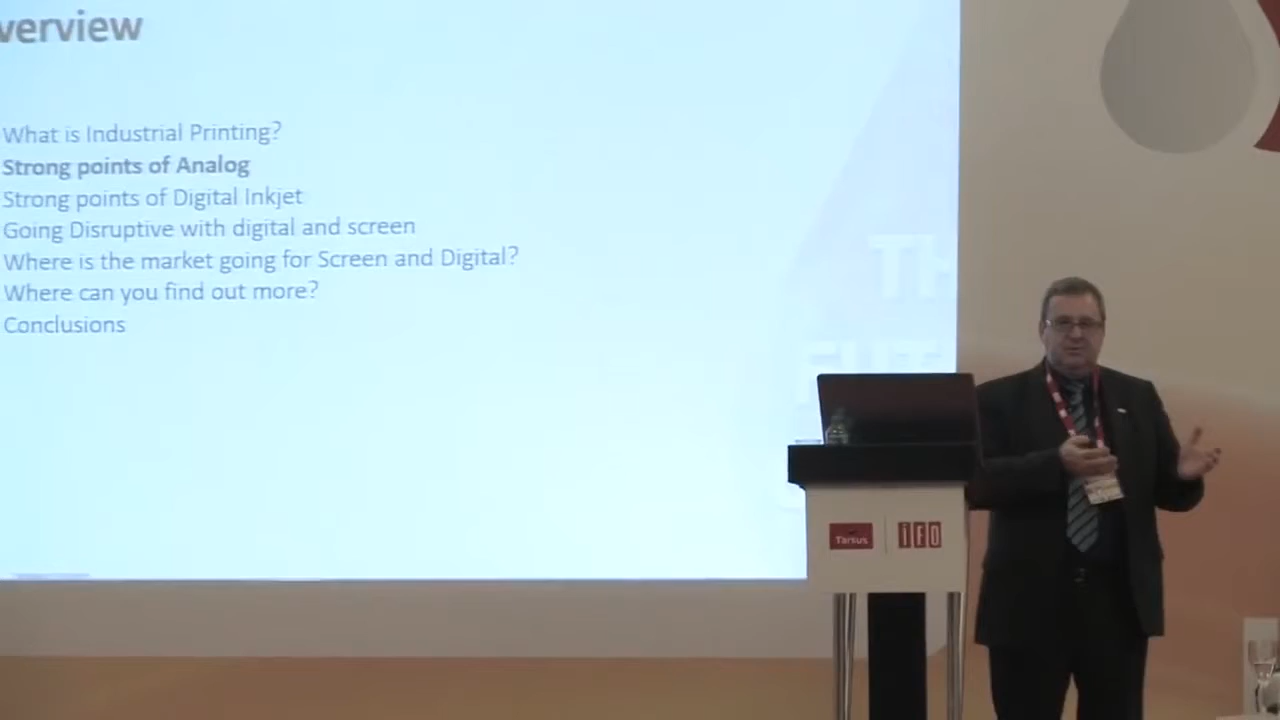 verview
What is Industrial Printing?
Strong points of Analog
Strong points of Digital Inkjet
Going Disruptive with digital and screen
Where is the market going for Screen and Digital?
Where can you find out more?
Conclusions
TH
Tarsus
iFO